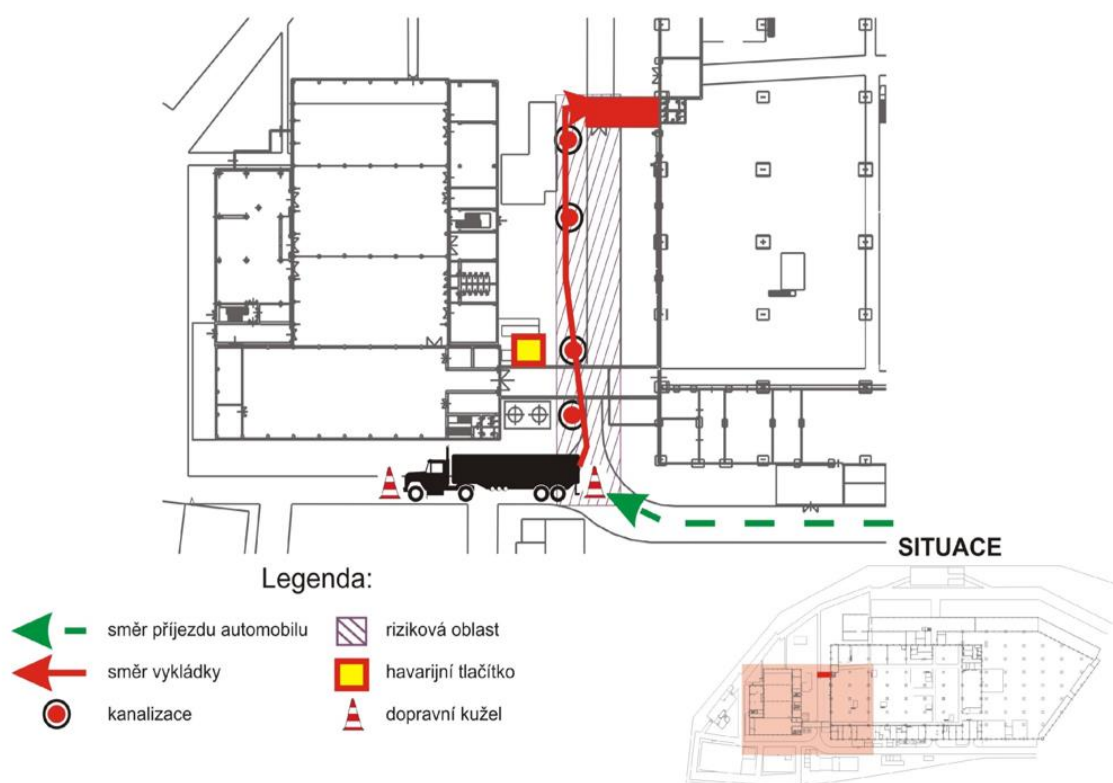 SITUACE
Legenda:
směr příjezdu automobilu
riziková oblast
směr vykládky
havarijní tlačítko
kanalizace
dopravní kužel